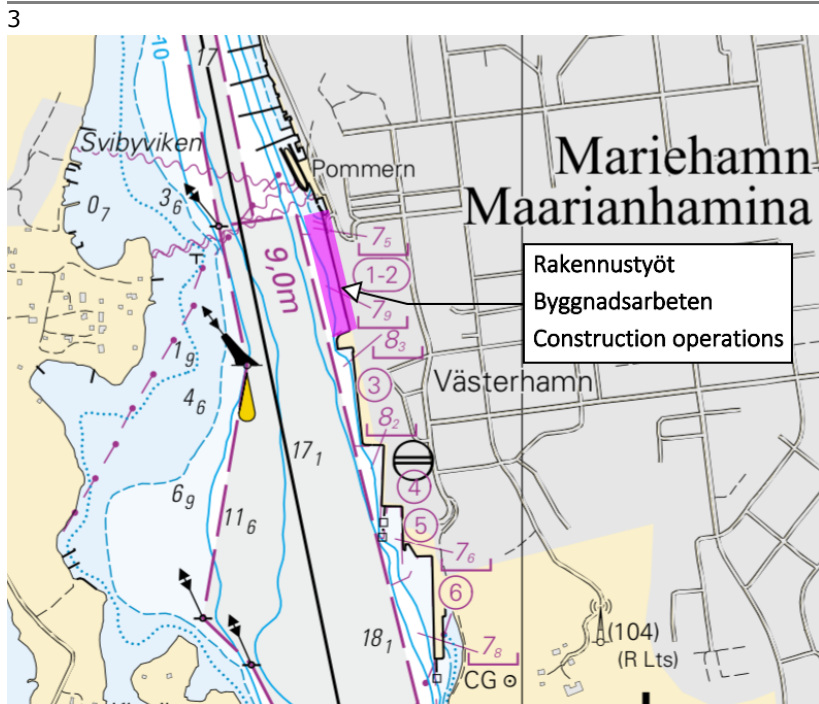 3
17
-10
Svibyviken
Pommern
Mariehamn
Maarianhamina
0₇
3₆
7₅
9,0m
1-2
7₉
Rakennustyöt
Byggnadsarbeten
Construction operations
8₃
1₉
3
Västerhamn
4₆
8₂
17₁
4
6₉
11₆
5
7₆
6
18₁
7₈
(104)
(R Lts)
CG